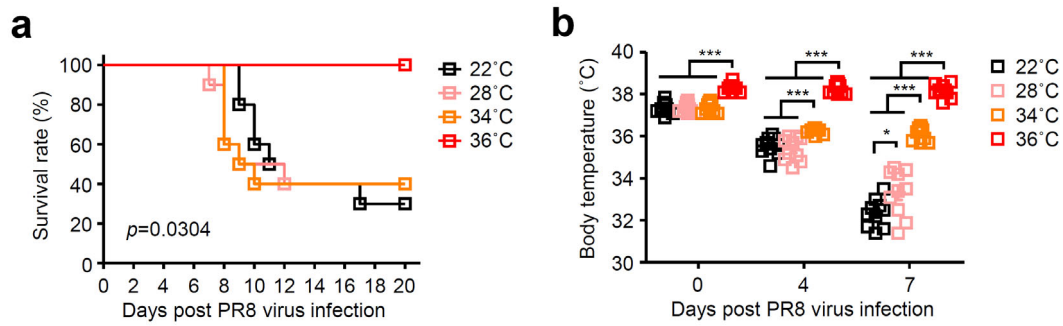 a
Survival rate (%)
100
80
60
40
20
0
p=0.0304
0 2 4 6 8 10 12 14 16 18 20
Days post PR8 virus infection
22˚C
28˚C
34˚C
36˚C
b
Body temperature (˚C)
40
38
36
34
32
30
***
***
***
***
***
*
0 4 7
Days post PR8 virus infection
22˚C
28˚C
34˚C
36˚C